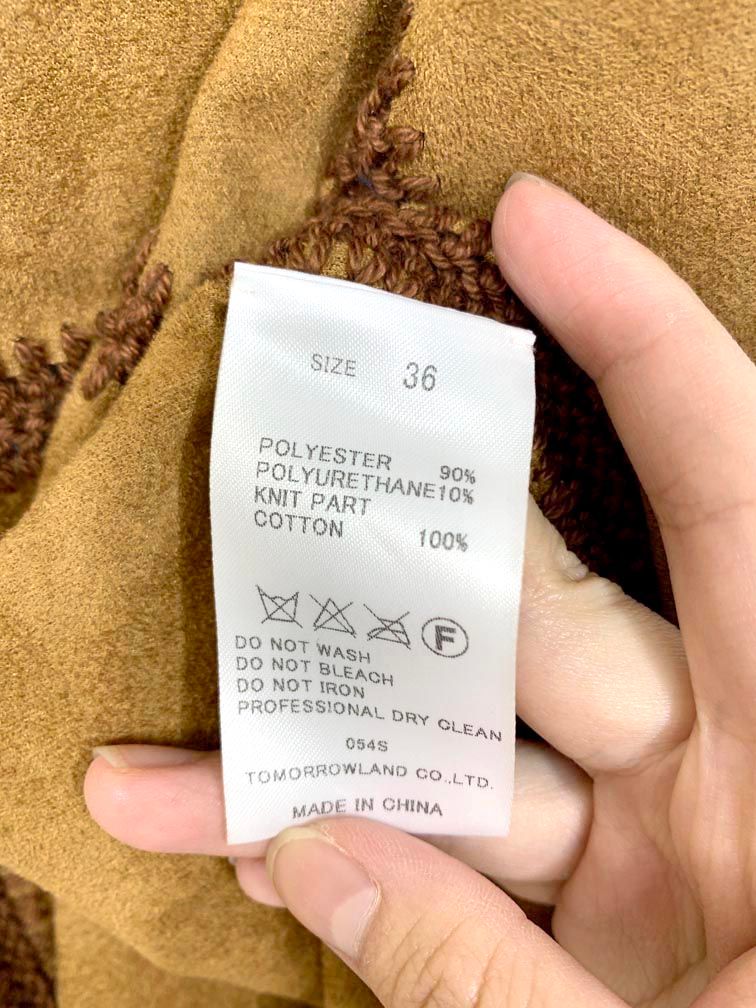 SIZE 36
POLYESTER 90%
POLYURETHANE10%
KNIT PART
COTTON 100%
F
DO NOT WASH
DO NOT BLEACH
DO NOT IRON
PROFESSIONAL DRY CLEAN
054S
TOMORROWLAND CO.,LTD.
MADE IN CHINA